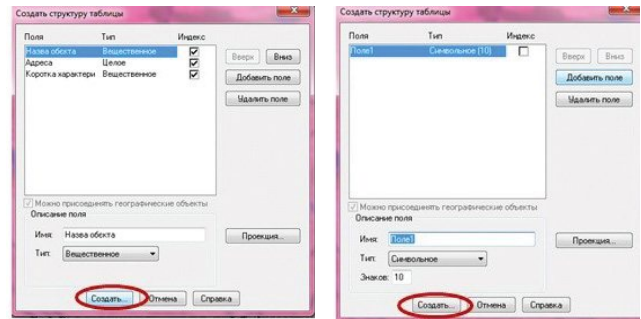 Создать структуру таблицы
Поля Тип Индекс
Назва обєкта Вещественное
Адреса Целое
Коротка характери Вещественное
Вверх Вниз
Добавить поле
Удалить поле
Можно присоединять географические объекты
Описание поля
Имя: Назва обєкта
Тип: Вещественное
Проекция...
Создать... Отмена Справка
Создать структуру таблицы
Поля Тип Индекс
Поле1 Символьное (10)
Вверх Вниз
Добавить поле
Удалить поле
Можно присоединять географические объекты
Описание поля
Имя: Поле1
Тип: Символьное
Знаков: 10
Проекция...
Создать... Отмена Справка